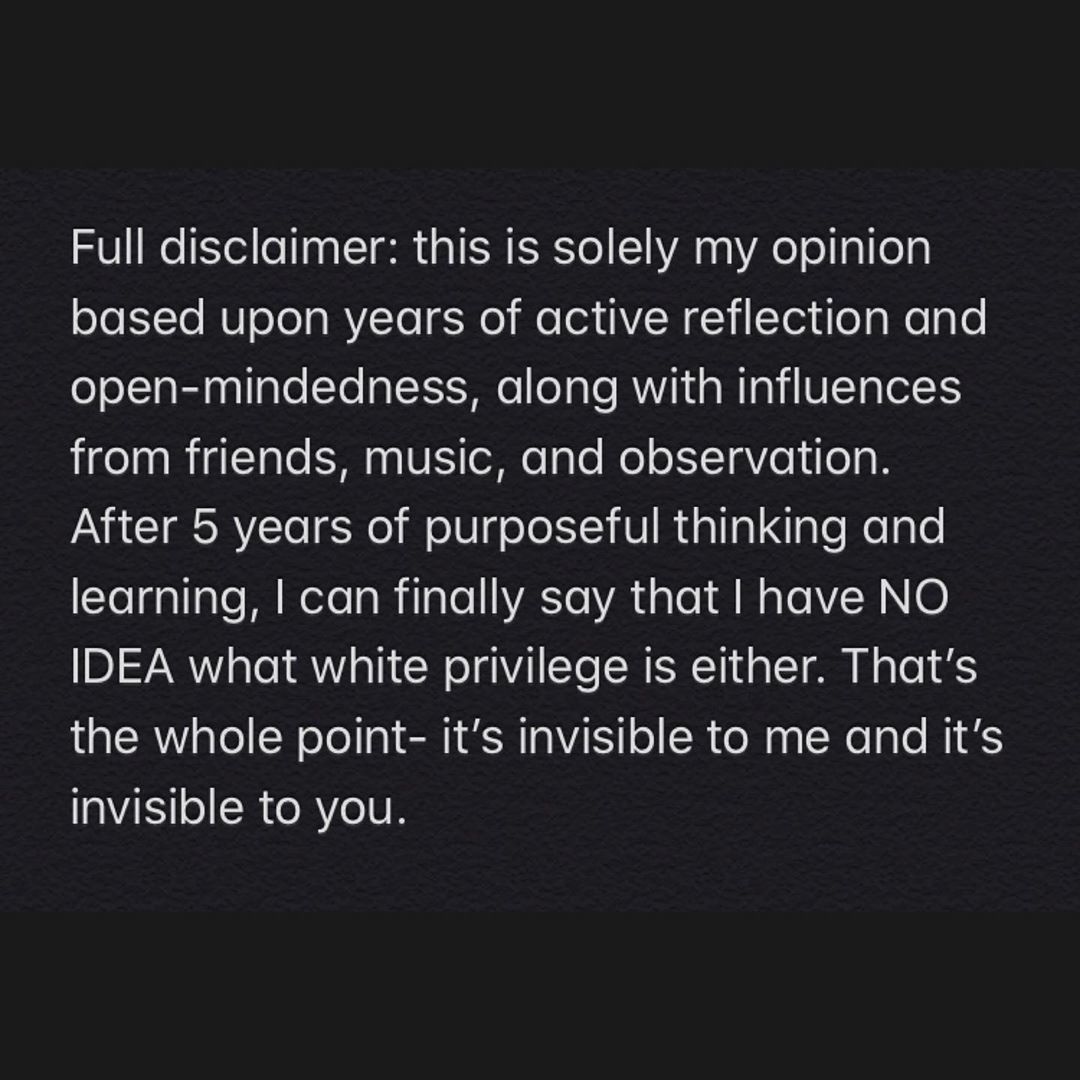 Full disclaimer: this is solely my opinion
based upon years of active reflection and
open-mindedness, along with influences
from friends, music, and observation.
After 5 years of purposeful thinking and
learning, I can finally say that I have NO
IDEA what white privilege is either. That’s
the whole point- it’s invisible to me and it’s
invisible to you.